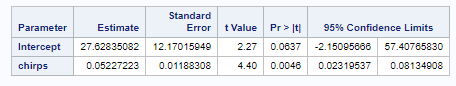 Parameter Estimate Standard Error t Value Pr > |t| 95% Confidence Limits
Intercept 27.62835082 12.17015949 2.27 0.0637 -2.15095666 57.40765830
chirps 0.05227223 0.01188308 4.40 0.0046 0.02319537 0.08134908